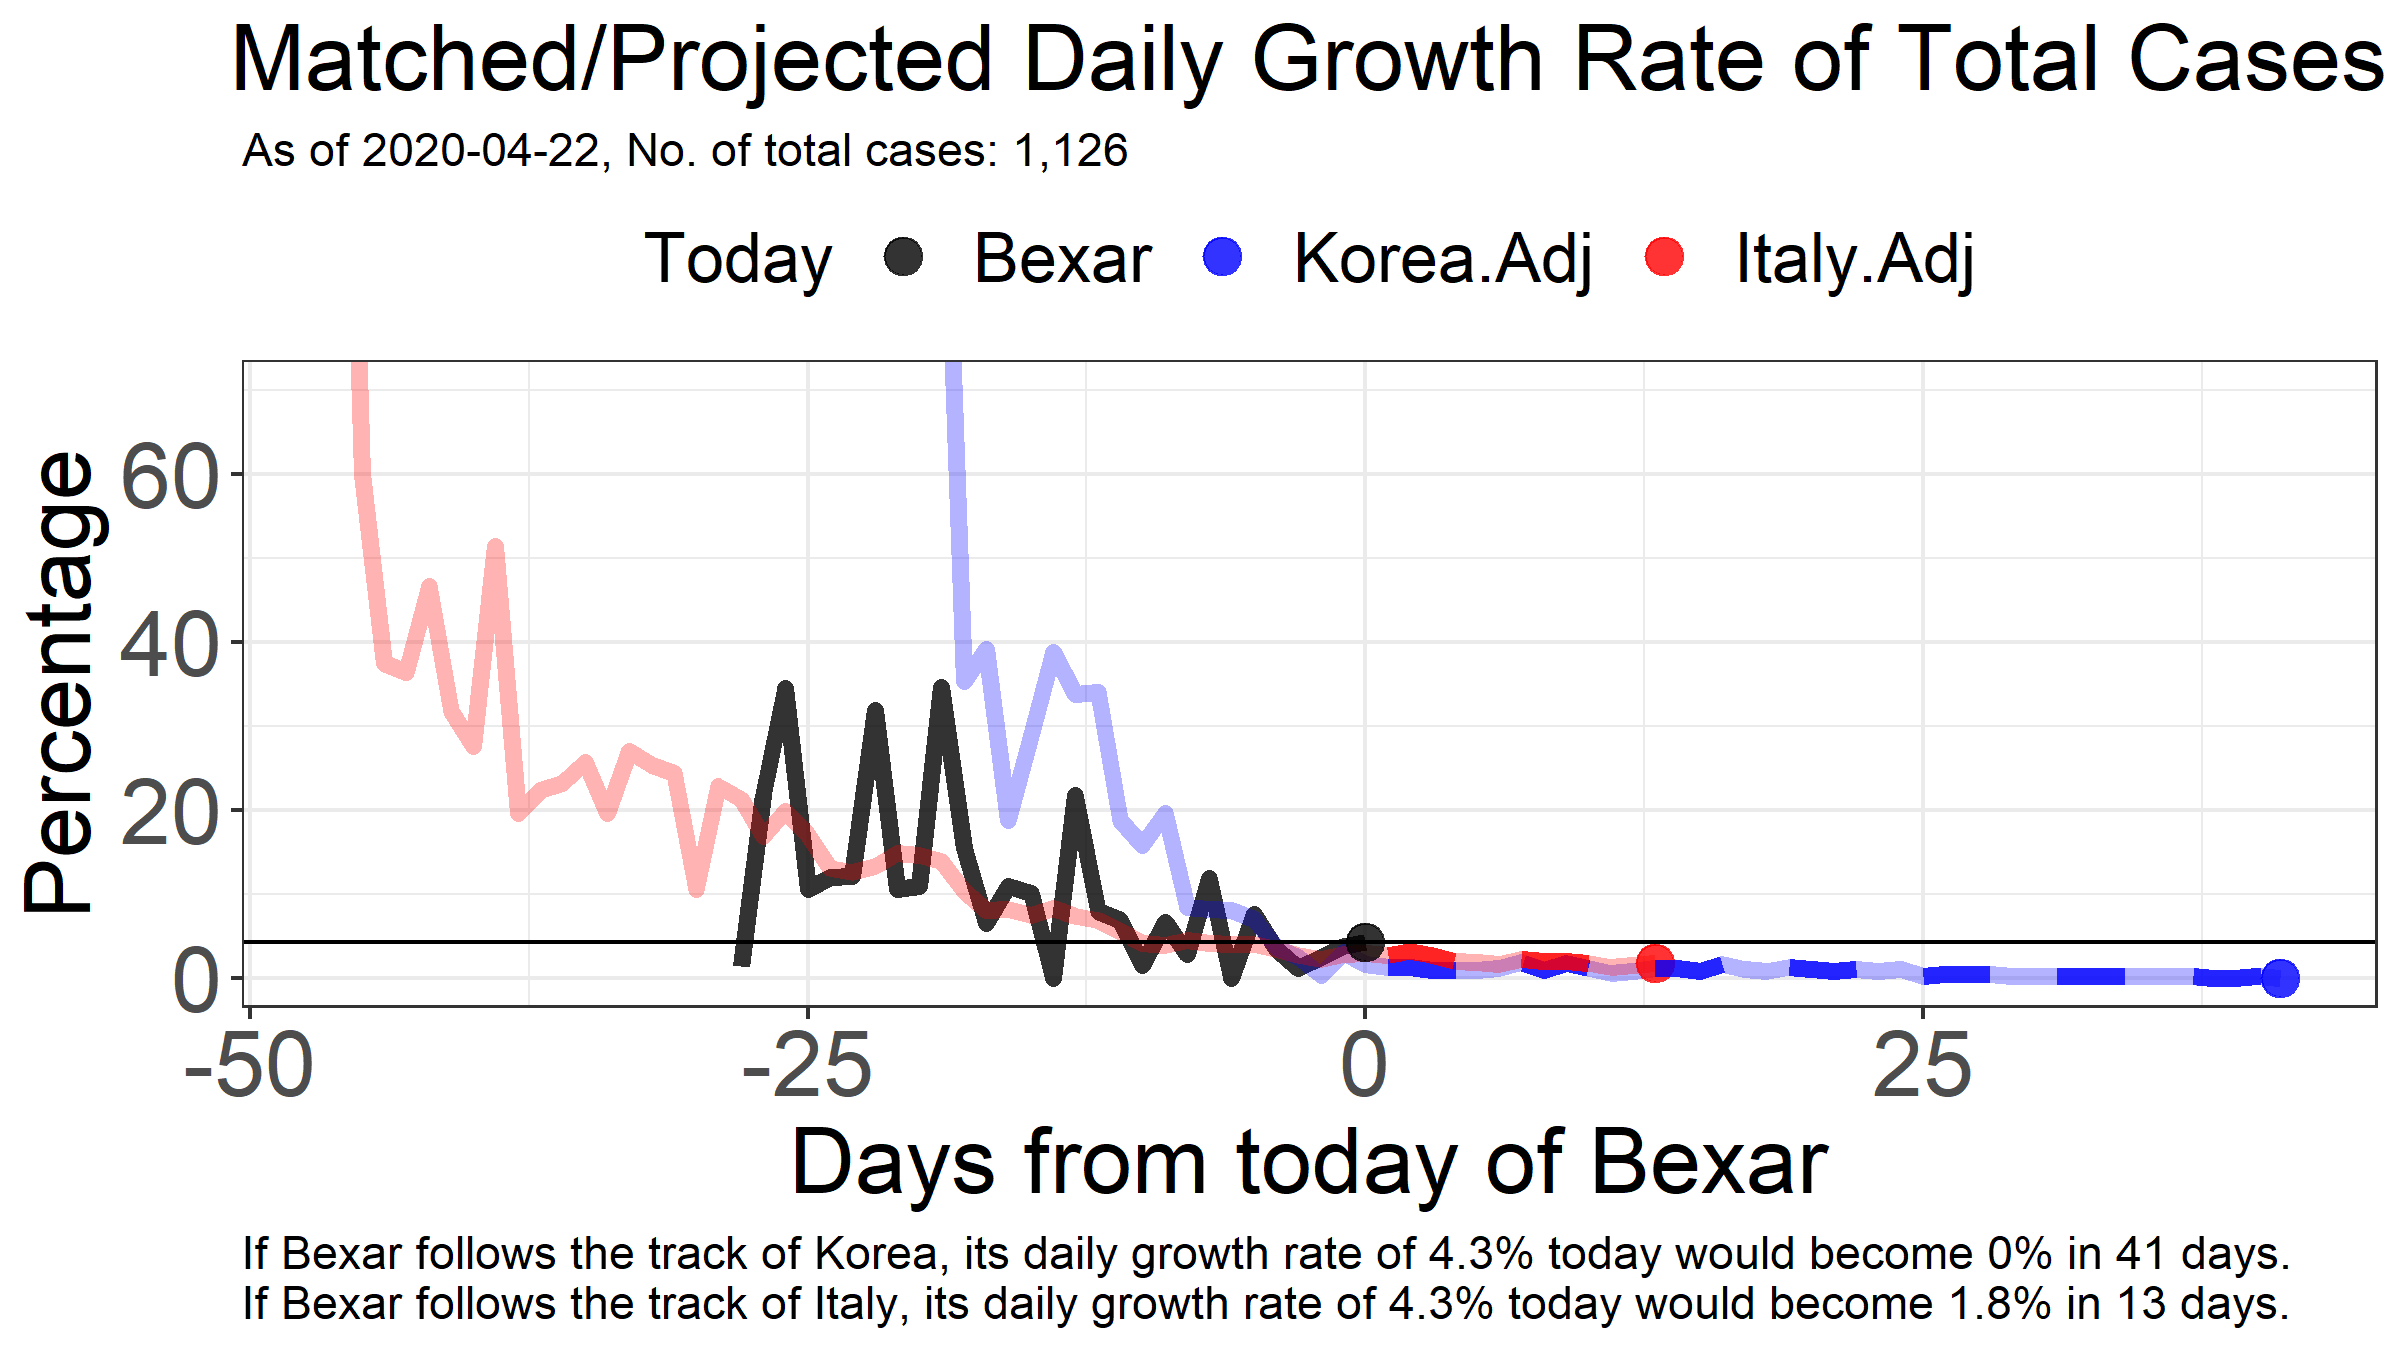 Matched/Projected Daily Growth Rate of Total Cases
As of 2020-04-22, No. of total cases: 1,126
Today Bexar Korea.Adj Italy.Adj
Percentage
60
40
20
0
-50 -25 0 25
Days from today of Bexar
If Bexar follows the track of Korea, its daily growth rate of 4.3% today would become 0% in 41 days.
If Bexar follows the track of Italy, its daily growth rate of 4.3% today would become 1.8% in 13 days.